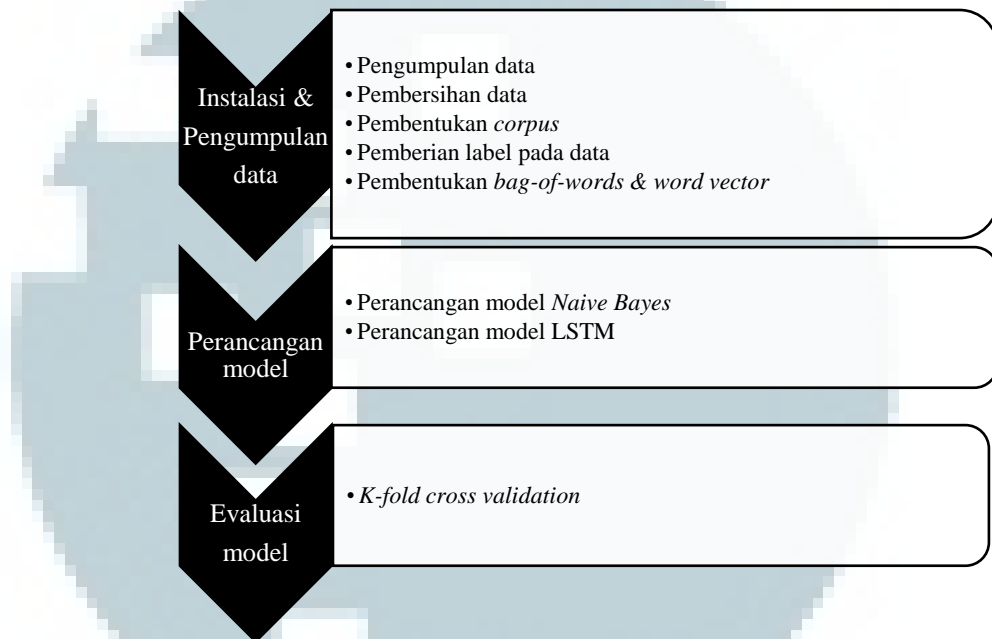 Instalasi &
Pengumpulan
data
• Pengumpulan data
• Pembersihan data
• Pembentukan corpus
• Pemberian label pada data
• Pembentukan bag-of-words & word vector
Perancangan
model
• Perancangan model Naive Bayes
• Perancangan model LSTM
Evaluasi
model
• K-fold cross validation